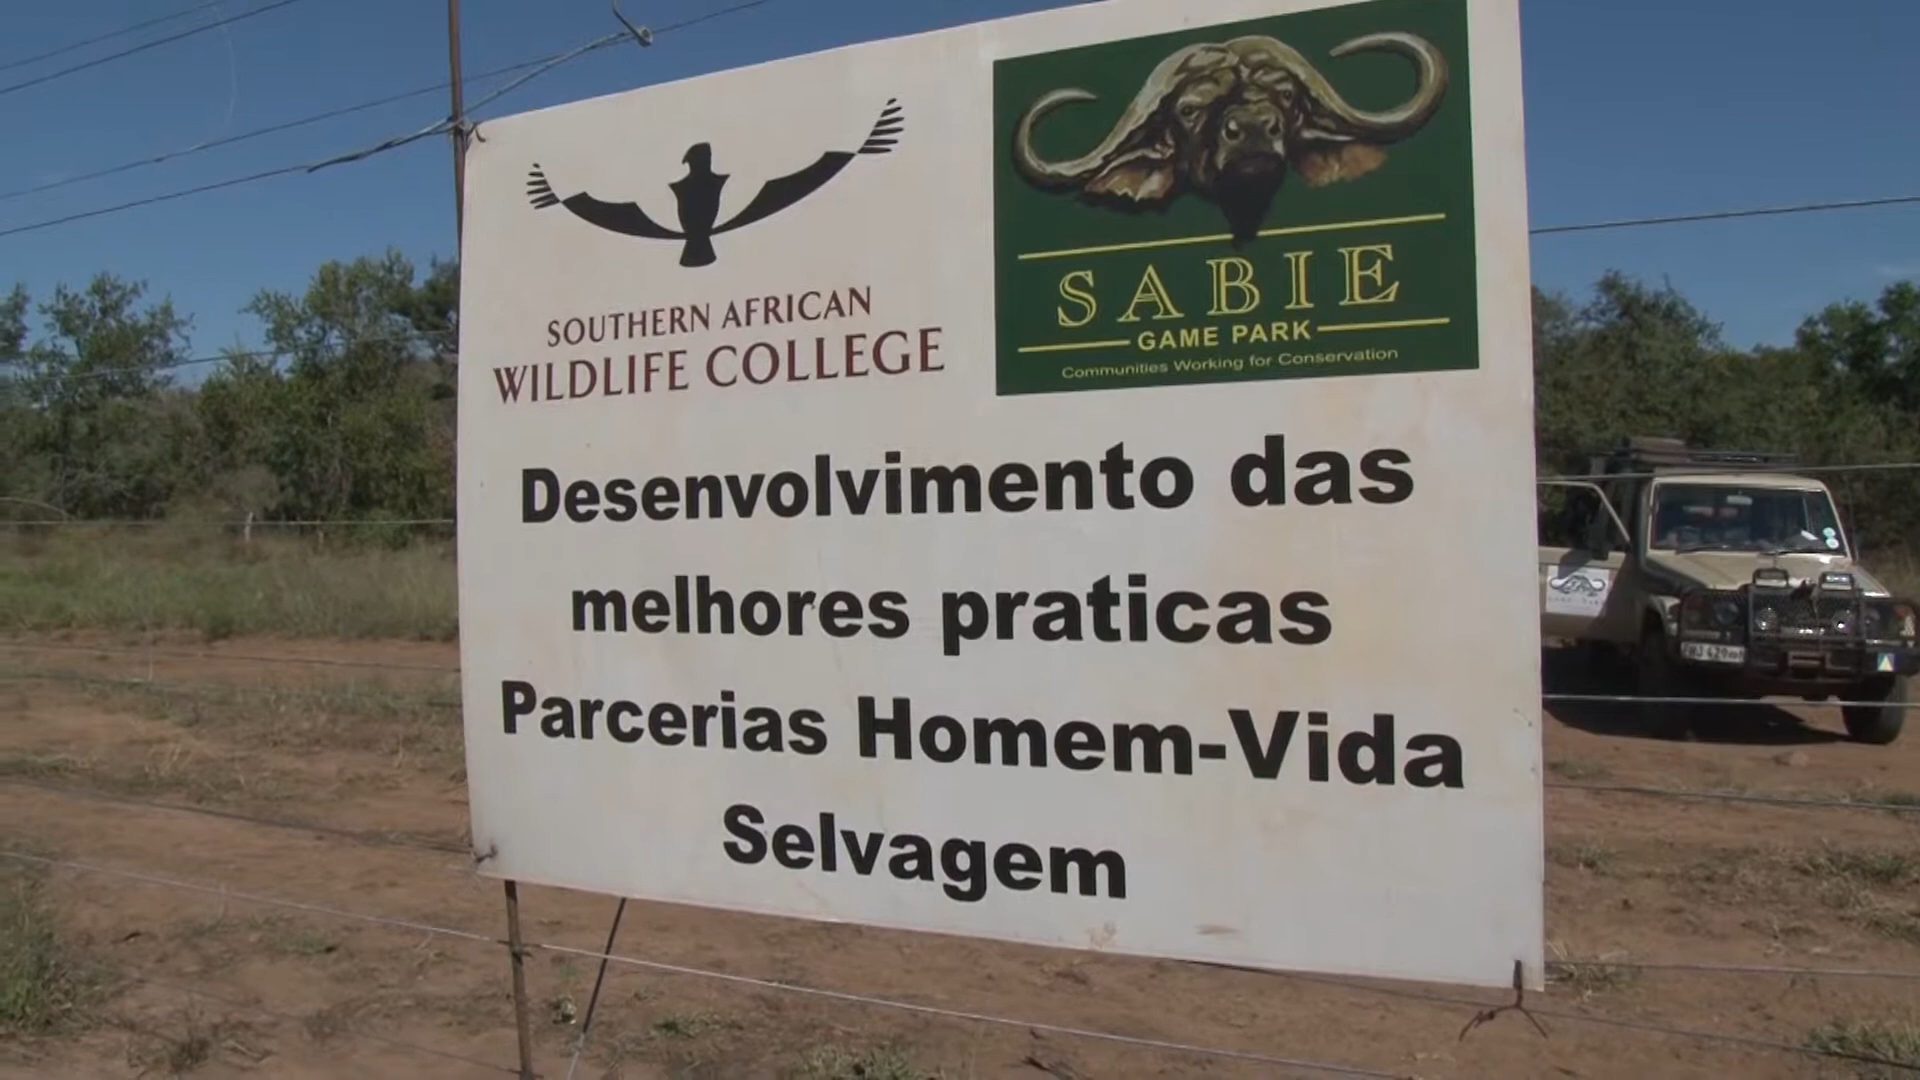 SOUTHERN AFRICAN
WILDLIFE COLLEGE
SABIE
GAME PARK
Communities Working for Conservation
Desenvolvimento das
melhores praticas
Parcerias Homem-Vida
Selvagem